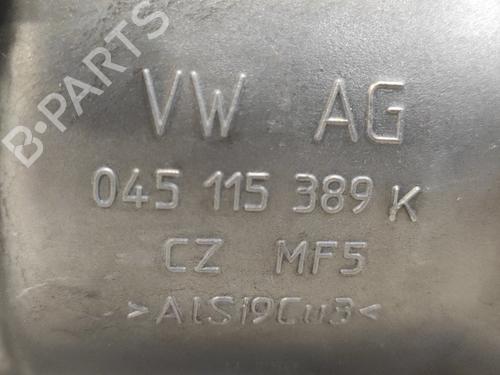 B-PARTS
VW AG
045 115 389 K
CZ MF5
>AlSi9Cu3<